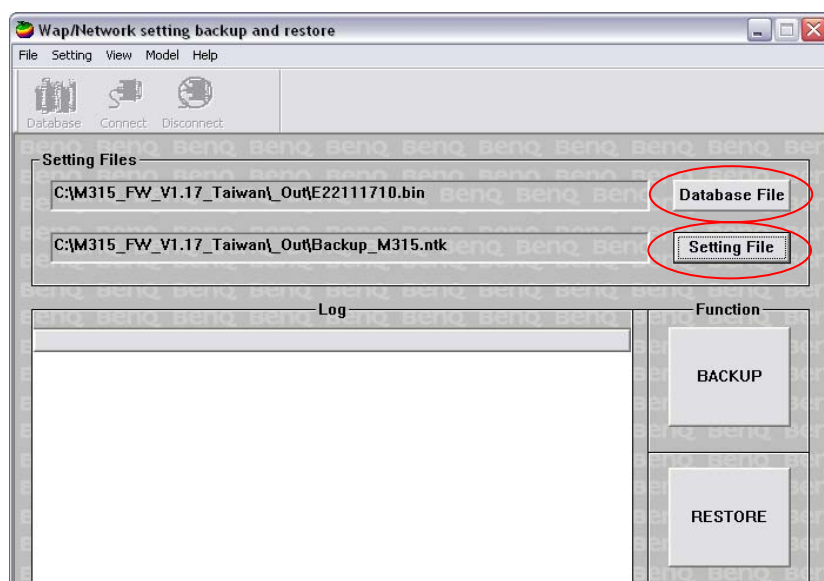 Wap/Network setting backup and restore
File Setting View Model Help
Database Connect Disconnect
Setting Files
C:\M315_FW_V1.17_Taiwan\_Out\E22111710.bin
Database File
C:\M315_FW_V1.17_Taiwan\_Out\Backup_M315.ntk
Setting File
Log
Function
BACKUP
RESTORE